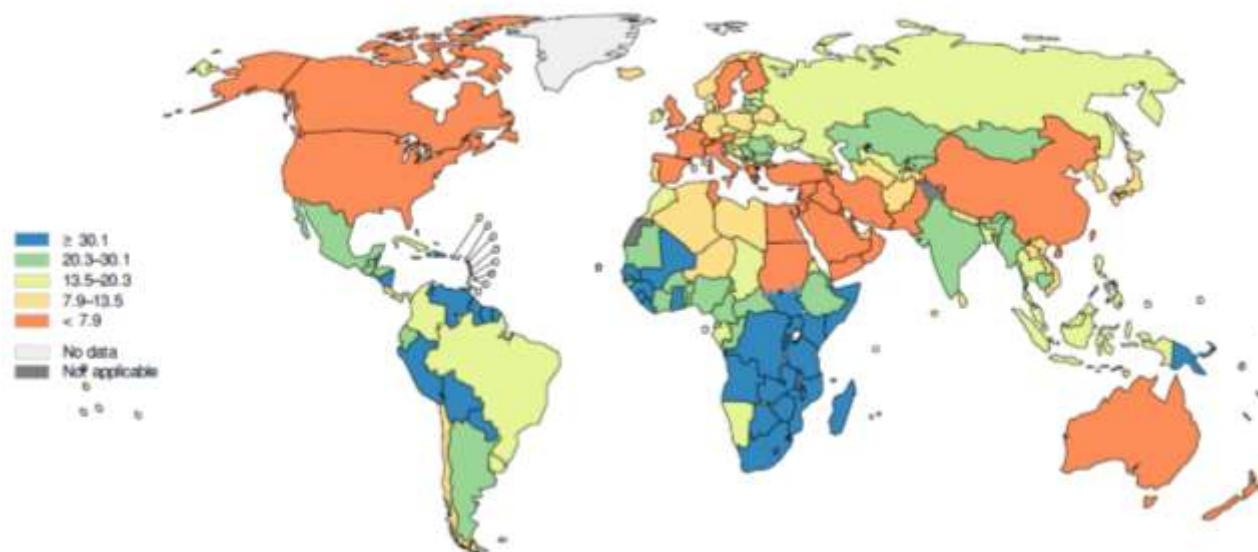 ≥ 30.1
20.3–30.1
13.5–20.3
7.9–13.5
< 7.9
No data
Not applicable